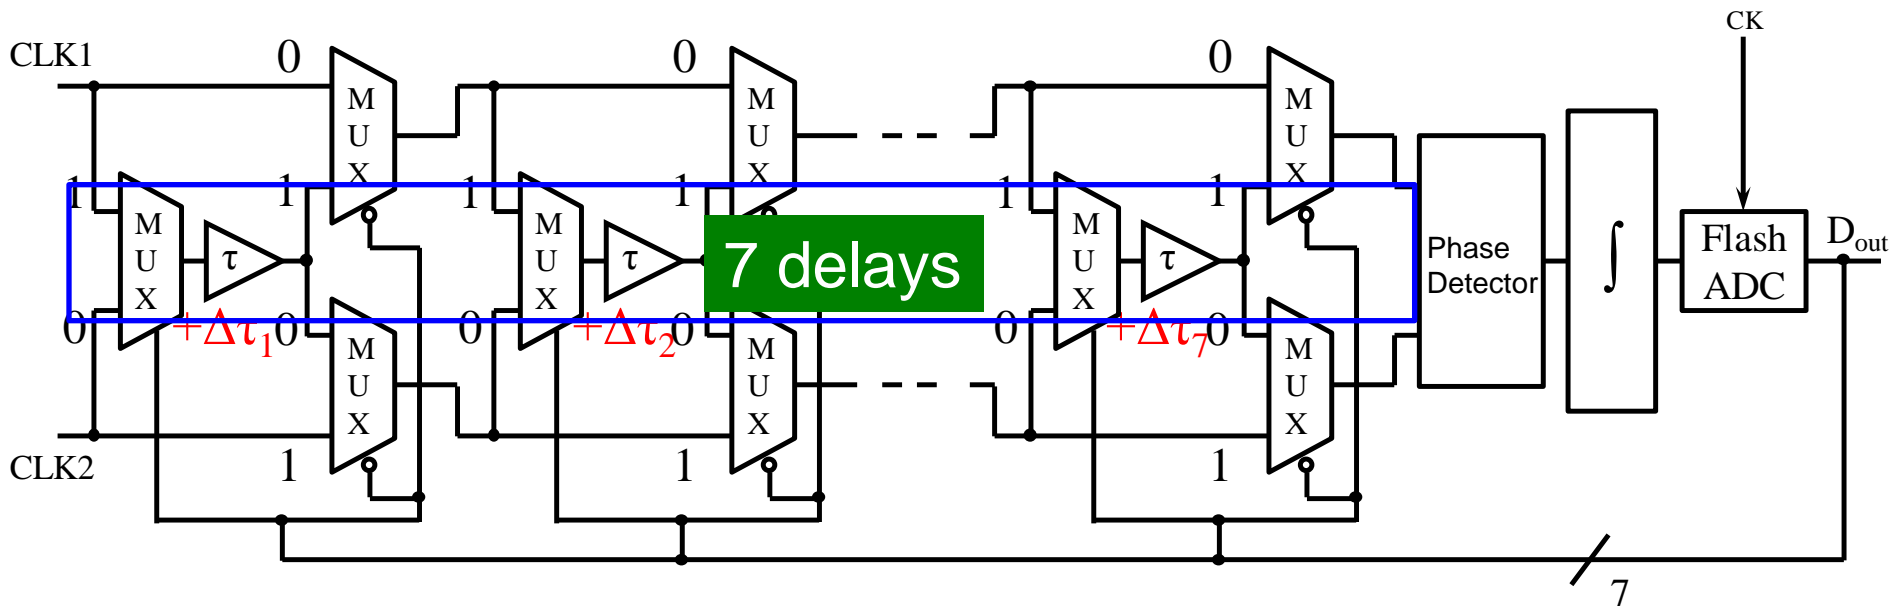 CK
CLK1
0
0
0
M
U
X
M
U
X
M
U
X
1
1
1
1
1
1
M
U
X
τ
M
U
X
τ
7 delays
M
U
X
τ
Phase
Detector
∫
Flash
ADC
D_out
0
+Δτ1
0
0
+Δτ2
0
0
+Δτ7
0
M
U
X
M
U
X
M
U
X
CLK2
1
1
1
7